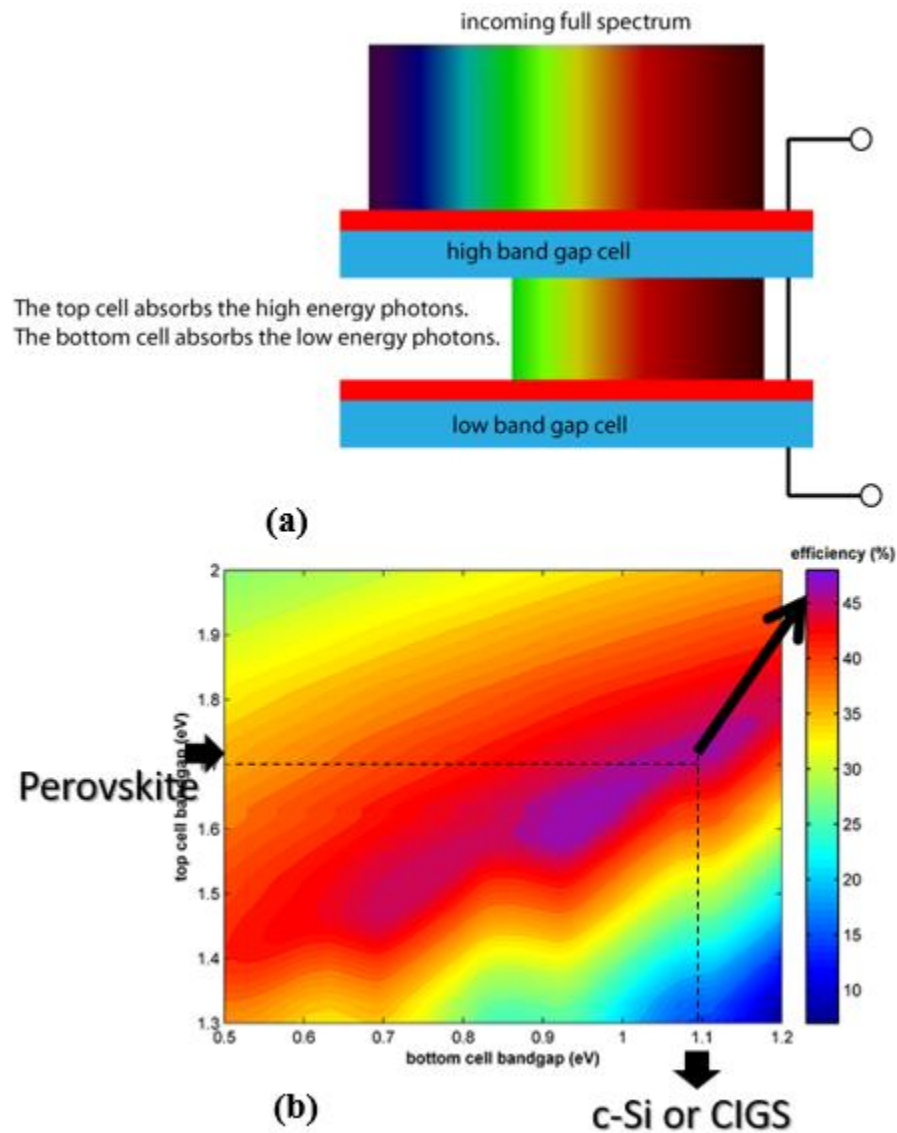 incoming full spectrum
high band gap cell
The top cell absorbs the high energy photons.
The bottom cell absorbs the low energy photons.
low band gap cell
(a)
efficiency (%)
2
1.9
1.8
1.6
1.5
1.4
1.3
top cell bandgap (eV)
Perovskite
0.5
0.6
0.7
0.8
0.9
1
1.1
1.2
bottom cell bandgap (eV)
45
40
35
30
25
20
15
10
(b)
c-Si or CIGS